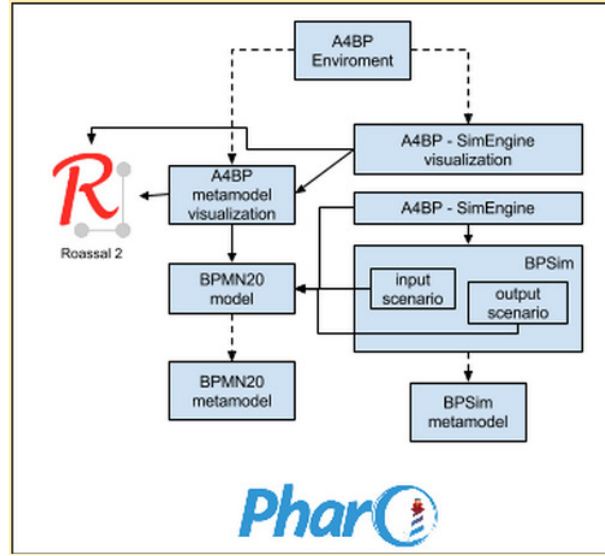 A4BP
Enviroment
A4BP - SimEngine
visualization
R
Roassal 2
A4BP
metamodel
visualization
A4BP - SimEngine
BPMN20
model
BPSim
input
scenario
output
scenario
BPMN20
metamodel
BPSim
metamodel
Pharo